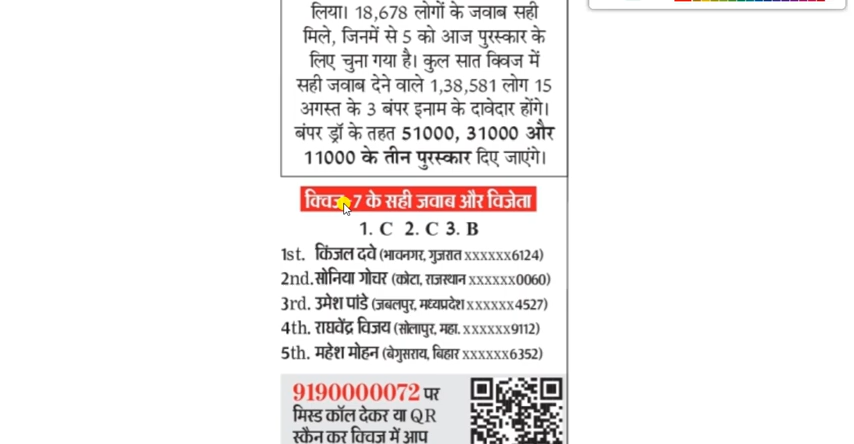 लिया। 18,678 लोगों के जवाब सही
मिले, जिनमें से 5 को आज पुरस्कार के
लिए चुना गया है। कुल सात क्विज में
सही जवाब देने वाले 1,38,581 लोग 15
अगस्त के 3 बंपर इनाम के दावेदार होंगे।
बंपर ड्रॉ के तहत 51000, 31000 और
11000 के तीन पुरस्कार दिए जाएंगे।
क्विज-7 के सही जवाब और विजेता
1. C 2. C 3. B
1st. किंजल दवे (भावनगर, गुजरात xxxxxx6124)
2nd. सोनिया गोचर (कोटा, राजस्थान xxxxxx0060)
3rd. उमेश पांडे (जबलपुर, मध्यप्रदेश xxxxxx4527)
4th. राघवेंद्र विजय (सोलापुर, महा. xxxxxx9112)
5th. महेश मोहन (बेगुसराय, बिहार xxxxxx6352)
9190000072 पर
मिस्ड कॉल देकर या QR
स्कैन कर क्विज में आप